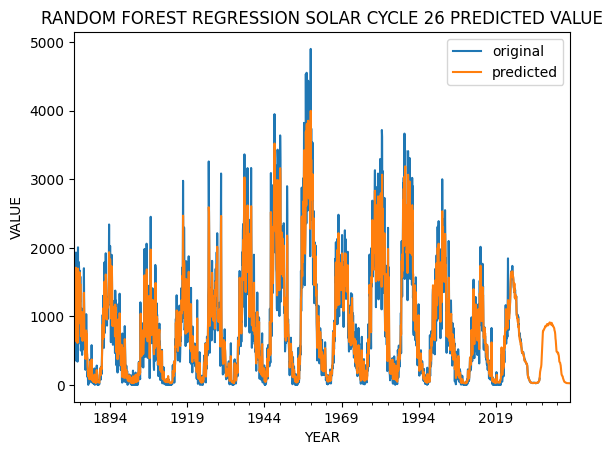 RANDOM FOREST REGRESSION SOLAR CYCLE 26 PREDICTED VALUE
original
predicted
5000
4000
3000
2000
1000
0
VALUE
1894
1919
1944
1969
1994
2019
YEAR